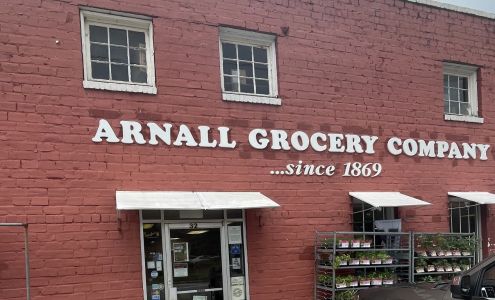 ARNALL GROCERY COMPANY
...since 1869